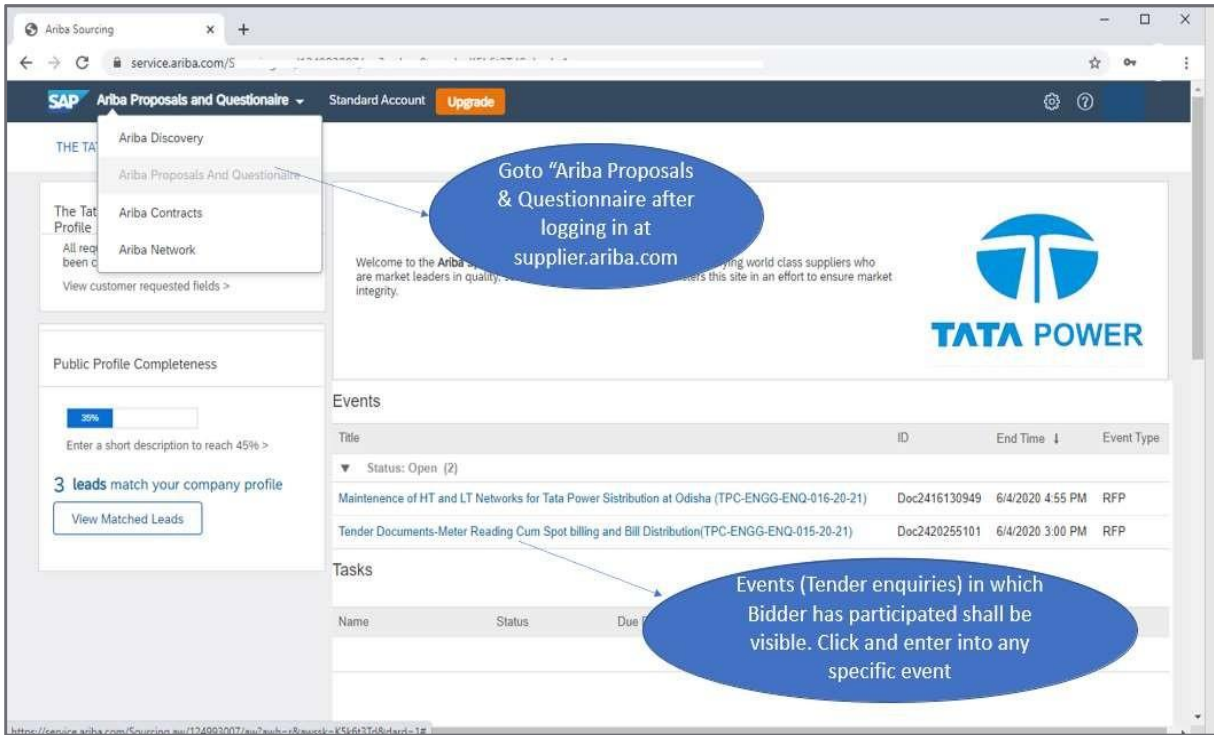 Ariba Sourcing
service.ariba.com/S
SAP Ariba Proposals and Questionaire Standard Account Upgrade
Ariba Discovery
THE TA
Ariba Proposals And Questionaire
Ariba Contracts
Ariba Network
The Tat
Profile
All req
been c
View customer requested fields >
Goto “Ariba Proposals
& Questionnaire after
logging in at
supplier.ariba.com
Welcome to the Ariba S ying world class suppliers who
are market leaders in quality, ers this site in an effort to ensure market
integrity.
TATA POWER
Public Profile Completeness
35%
Enter a short description to reach 45% >
3 leads match your company profile
View Matched Leads
Events
Title ID End Time ↓ Event Type
▼ Status: Open (2)
Maintenence of HT and LT Networks for Tata Power Sistribution at Odisha (TPC-ENGG-ENQ-016-20-21) Doc2416130949 6/4/2020 4:55 PM RFP
Tender Documents-Meter Reading Cum Spot billing and Bill Distribution(TPC-ENGG-ENQ-015-20-21) Doc2420255101 6/4/2020 3:00 PM RFP
Tasks
Name Status Due
Events (Tender enquiries) in which
Bidder has participated shall be
visible. Click and enter into any
specific event